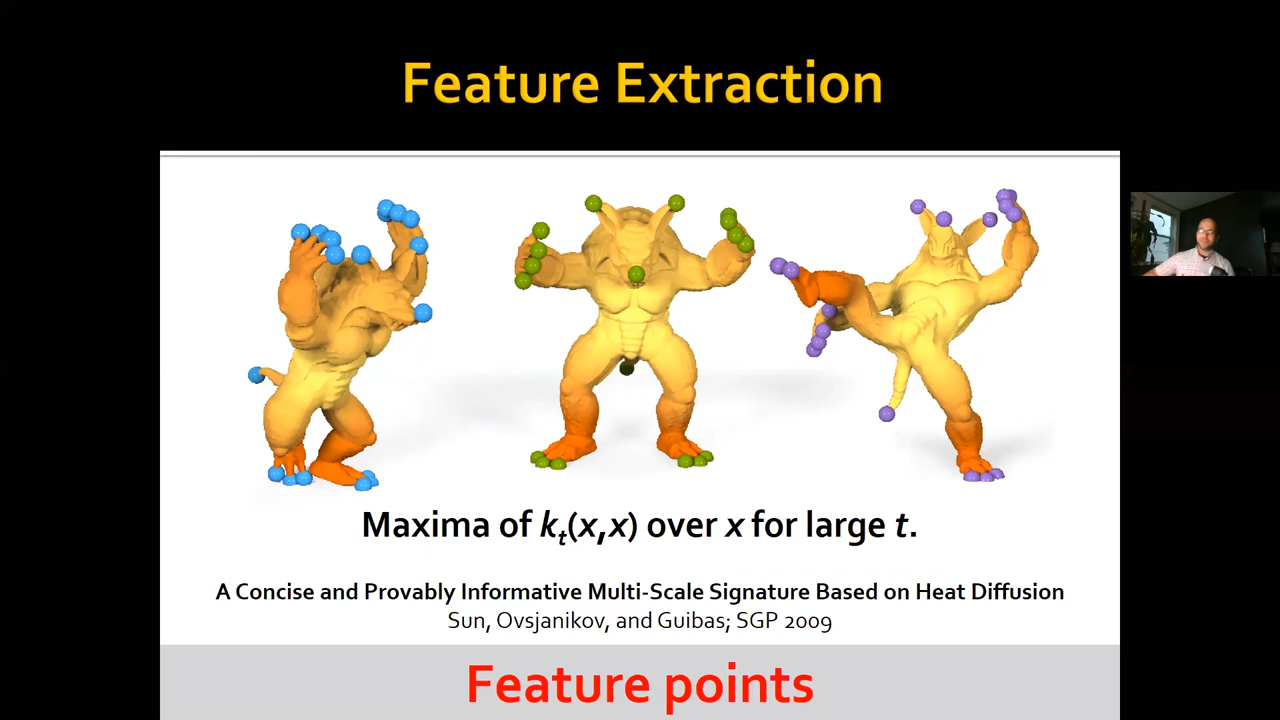 Feature Extraction
Maxima of kₜ(x,x) over x for large t.
A Concise and Provably Informative Multi-Scale Signature Based on Heat Diffusion
Sun, Ovsjanikov, and Guibas; SGP 2009
Feature points